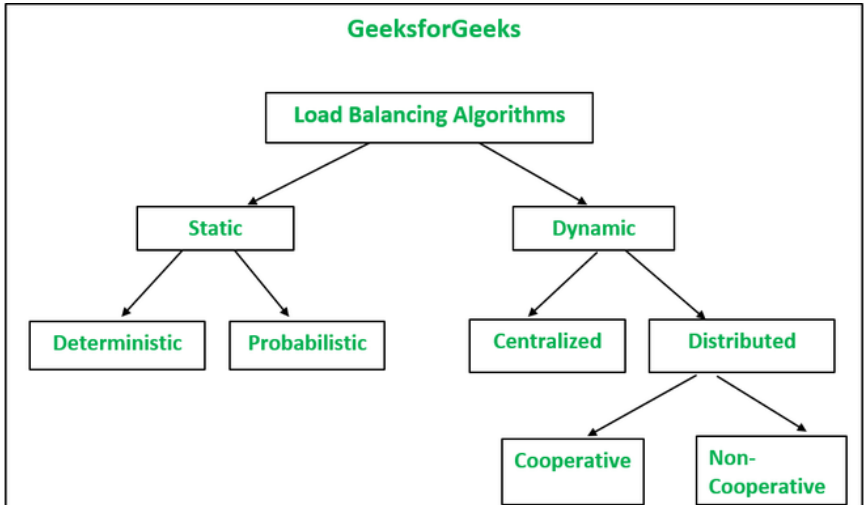 GeeksforGeeks
Load Balancing Algorithms
Static
Dynamic
Deterministic
Probabilistic
Centralized
Distributed
Cooperative
Non-
Cooperative